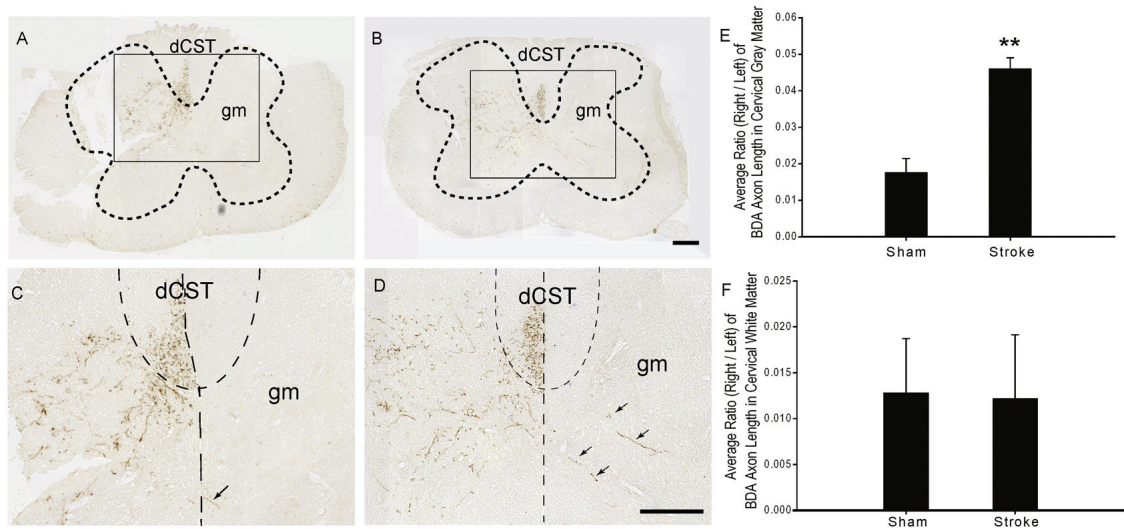 A
dCST
gm
B
dCST
gm
C
dCST
gm
D
dCST
gm
E
Average Ratio (Right / Left) of
BDA Axon Length in Cervical Gray Matter
0.06
0.05
0.04
0.03
0.02
0.01
0.00
**
Sham
Stroke
F
Average Ratio (Right / Left) of
BDA Axon Length in Cervical White Matter
0.025
0.020
0.015
0.010
0.005
0.000
Sham
Stroke